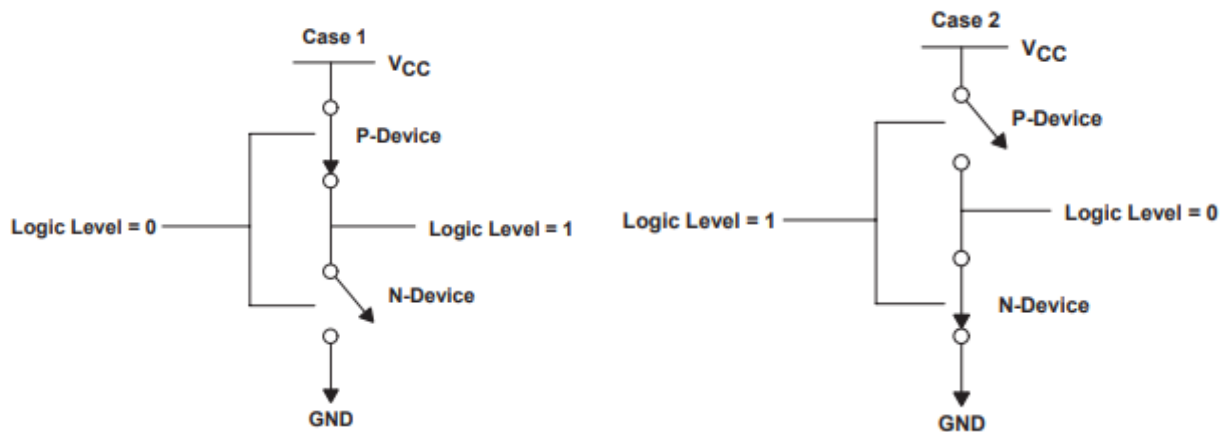 Case 1
VCC
P-Device
Logic Level = 0
Logic Level = 1
N-Device
GND
Case 2
VCC
P-Device
Logic Level = 1
Logic Level = 0
N-Device
GND